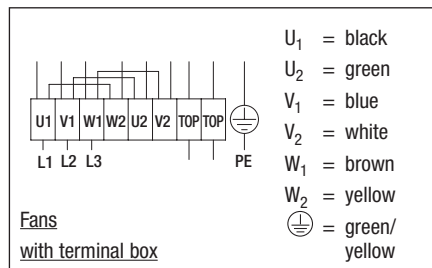 U1 V1 W1 W2 U2 V2 TOP TOP
L1 L2 L3 PE
Fans
with terminal box
U₁ = black
U₂ = green
V₁ = blue
V₂ = white
W₁ = brown
W₂ = yellow
⏚ = green/
yellow